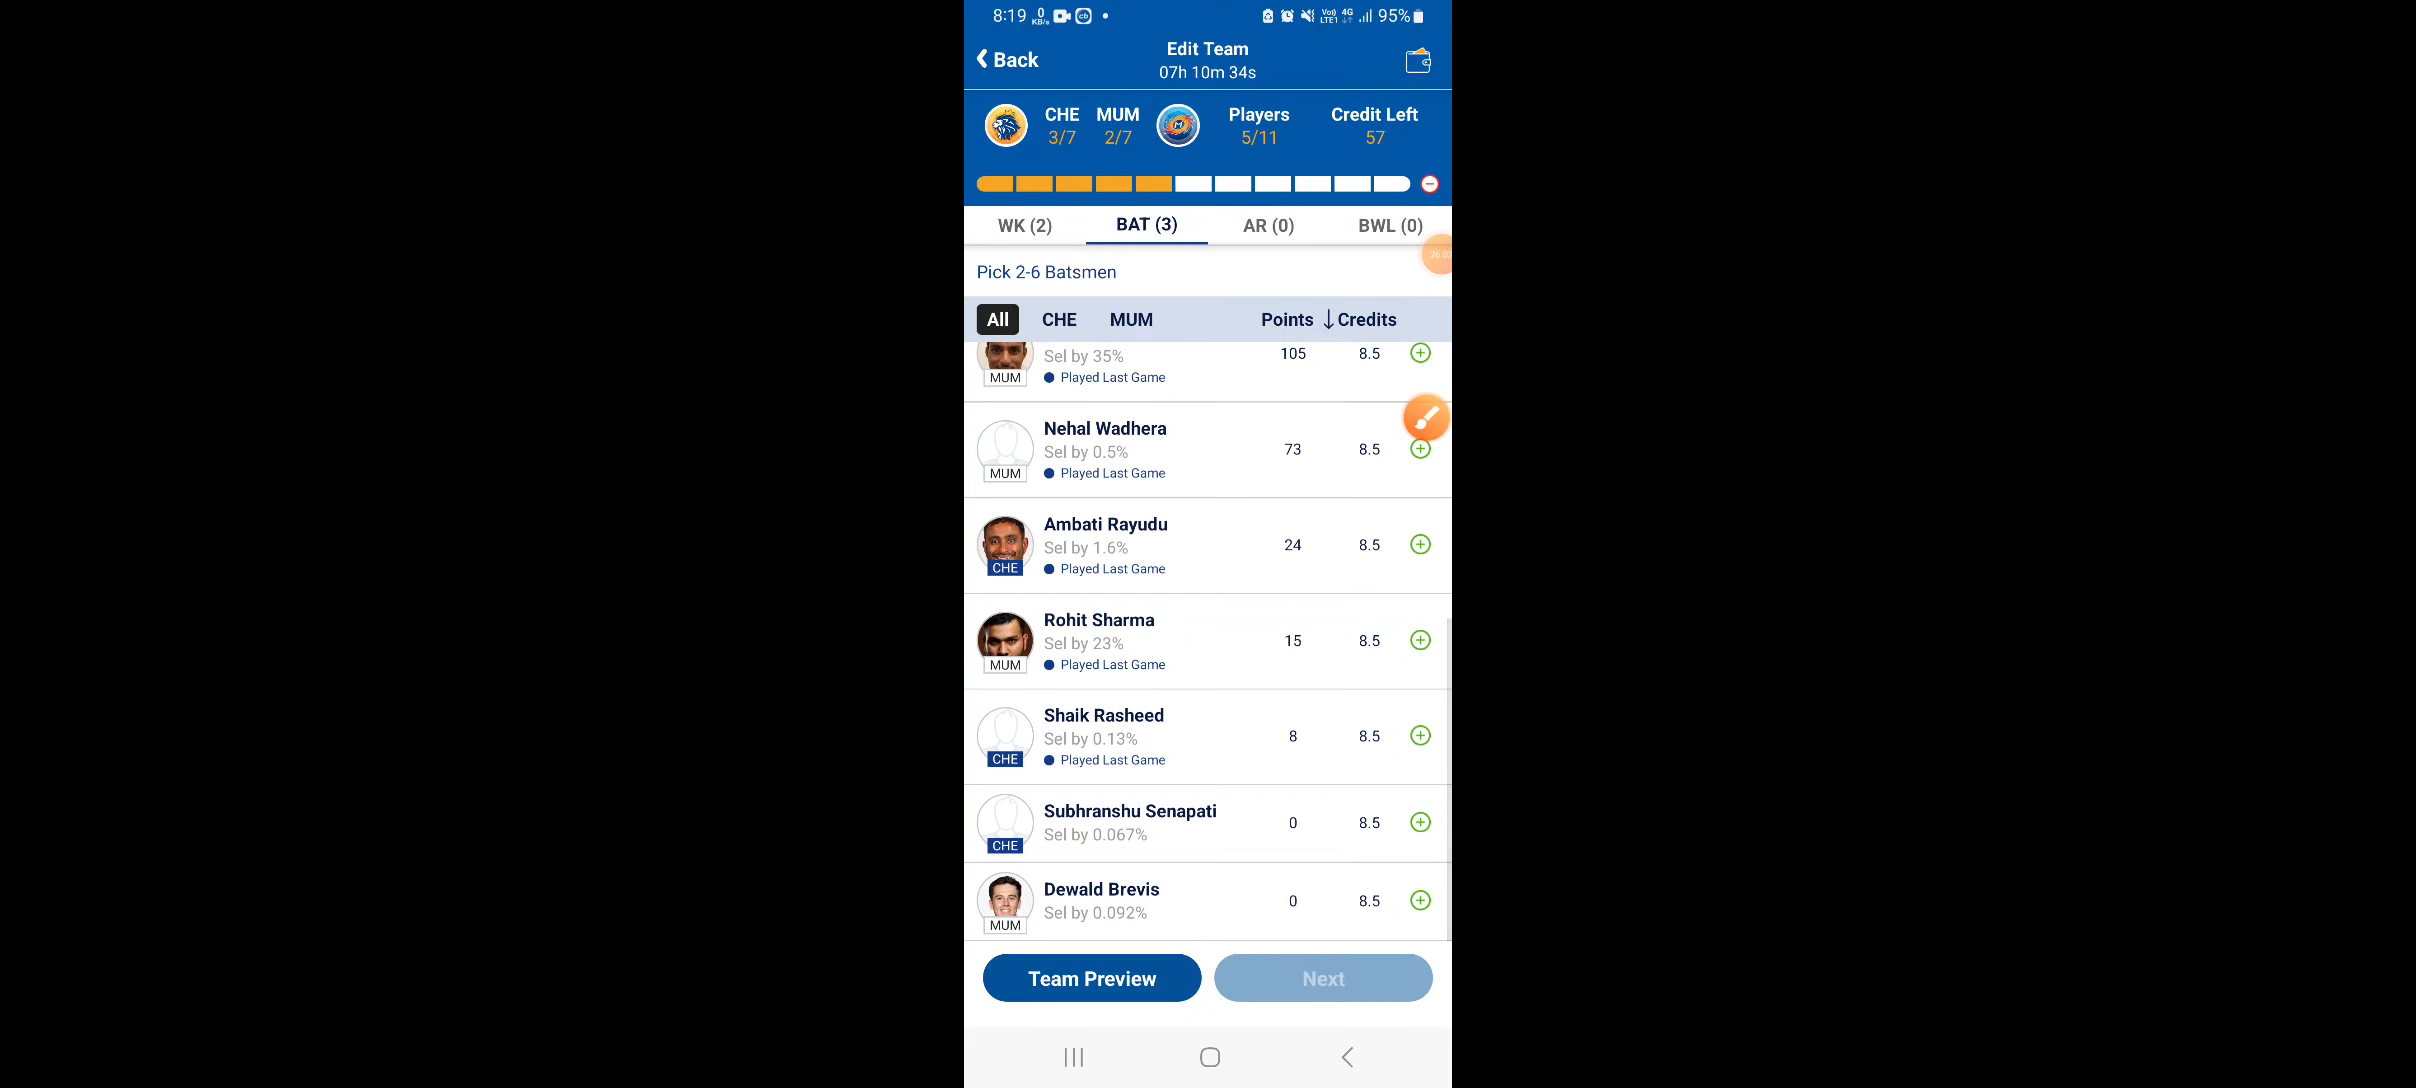 8:19 0 KB/s Vo) 4G LTE1 95%
Back
Edit Team
07h 10m 34s
CHE MUM Players Credit Left
3/7 2/7 5/11 57
WK (2) BAT (3) AR (0) BWL (0)
Pick 2-6 Batsmen
All CHE MUM Points ↓ Credits
Sel by 35% 105 8.5
MUM Played Last Game
Nehal Wadhera
Sel by 0.5% 73 8.5
MUM Played Last Game
Ambati Rayudu
Sel by 1.6% 24 8.5
CHE Played Last Game
Rohit Sharma
Sel by 23% 15 8.5
MUM Played Last Game
Shaik Rasheed
Sel by 0.13% 8 8.5
CHE Played Last Game
Subhranshu Senapati
Sel by 0.067% 0 8.5
CHE
Dewald Brevis
Sel by 0.092% 0 8.5
MUM
Team Preview Next